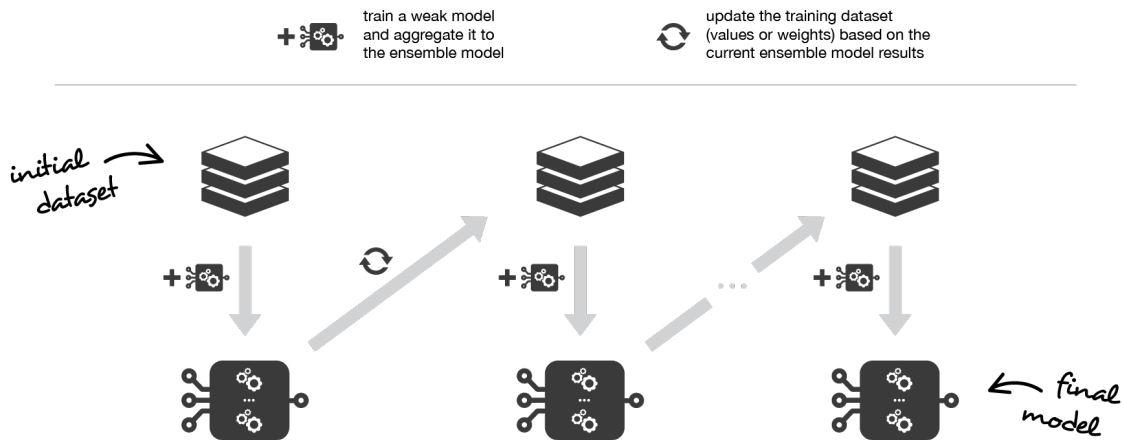 train a weak model
and aggregate it to
the ensemble model
update the training dataset
(values or weights) based on the
current ensemble model results
initial
dataset
...
final
model